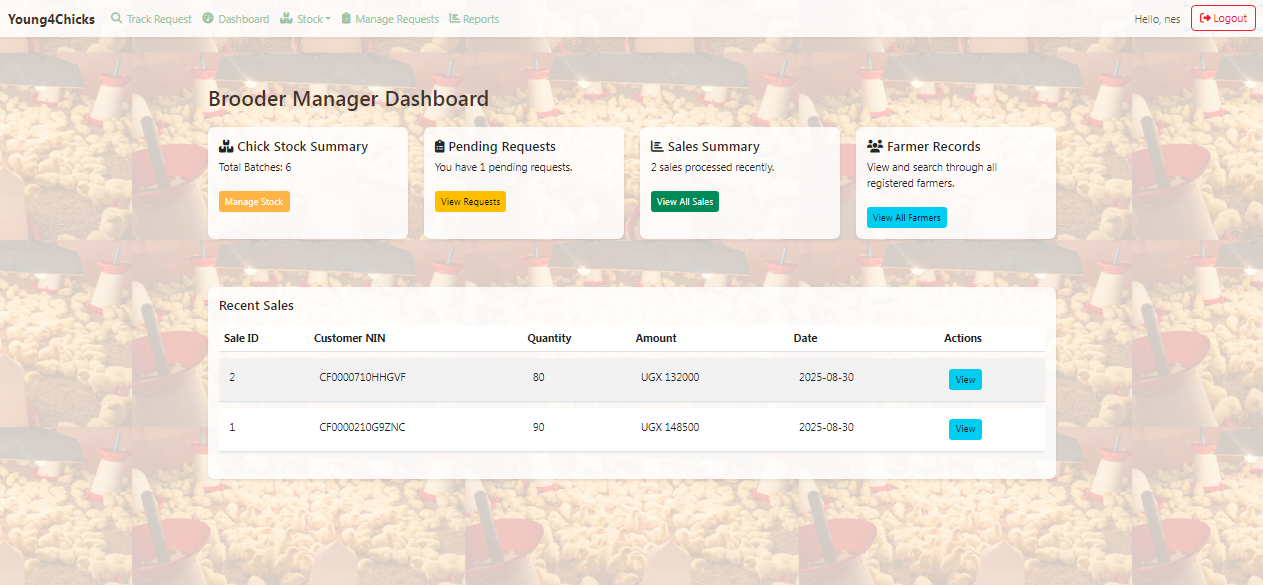 Young4Chicks Track Request Dashboard Stock Manage Requests Reports Hello, nes Logout
Brooder Manager Dashboard
Chick Stock Summary
Total Batches: 6
Manage Stock
Pending Requests
You have 1 pending requests.
View Requests
Sales Summary
2 sales processed recently.
View All Sales
Farmer Records
View and search through all
registered farmers.
View All Farmers
Recent Sales
Sale ID Customer NIN Quantity Amount Date Actions
2 CF0000710HHGVF 80 UGX 132000 2025-08-30 View
1 CF0000210G9ZNC 90 UGX 148500 2025-08-30 View